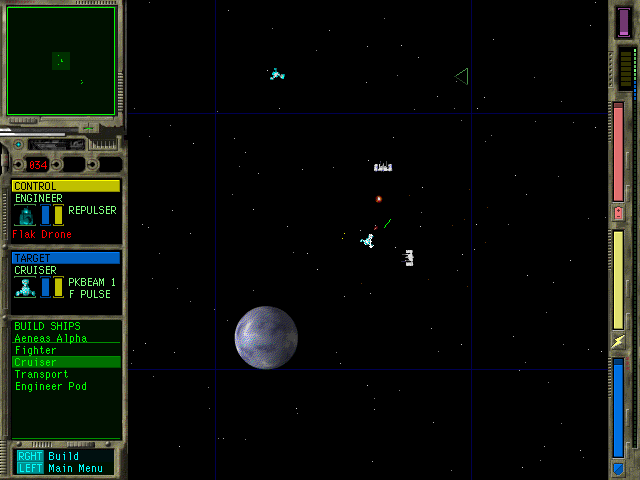 034
CONTROL
ENGINEER
REPULSER
Flak Drone
TARGET
CRUISER
PKBEAM 1
F PULSE
BUILD SHIPS
Aeneas Alpha
Fighter
Cruiser
Transport
Engineer Pod
RGHT Build
LEFT Main Menu